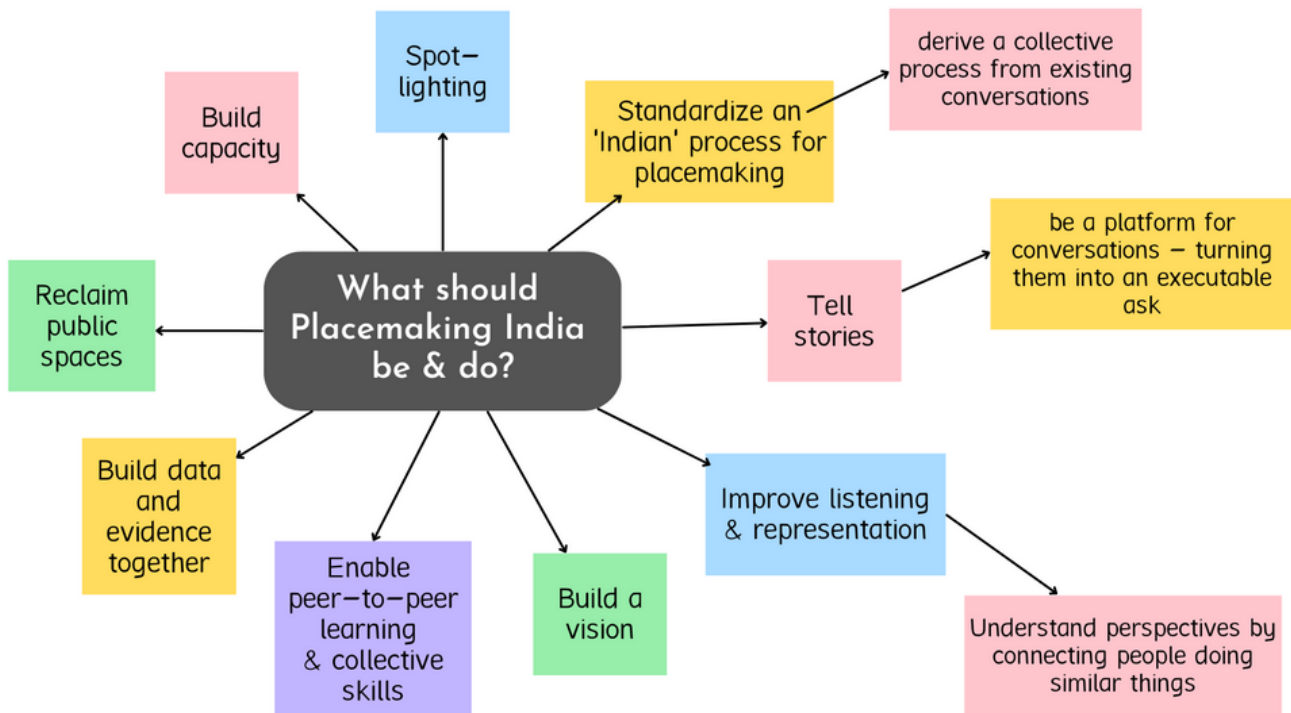 Spot-
lighting
derive a collective
process from existing
conversations
Build
capacity
Standardize an
'Indian' process for
placemaking
be a platform for
conversations – turning
them into an executable
ask
Reclaim
public
spaces
What should
Placemaking India
be & do?
Tell
stories
Build data
and
evidence
together
Improve listening
& representation
Enable
peer-to-peer
learning
& collective
skills
Build a
vision
Understand perspectives by
connecting people doing
similar things